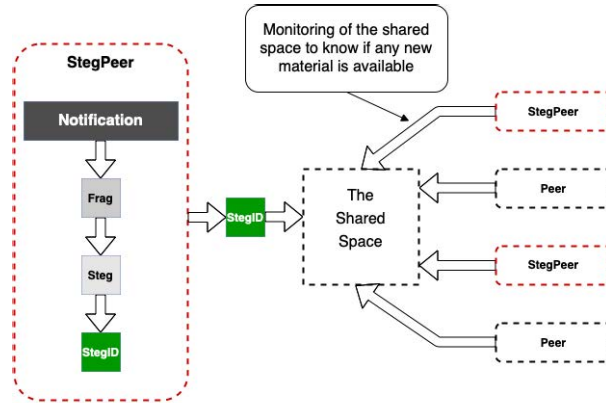 Monitoring of the shared
space to know if any new
material is available
StegPeer
Notification
Frag
Steg
StegID
StegID
The
Shared
Space
StegPeer
Peer
StegPeer
Peer